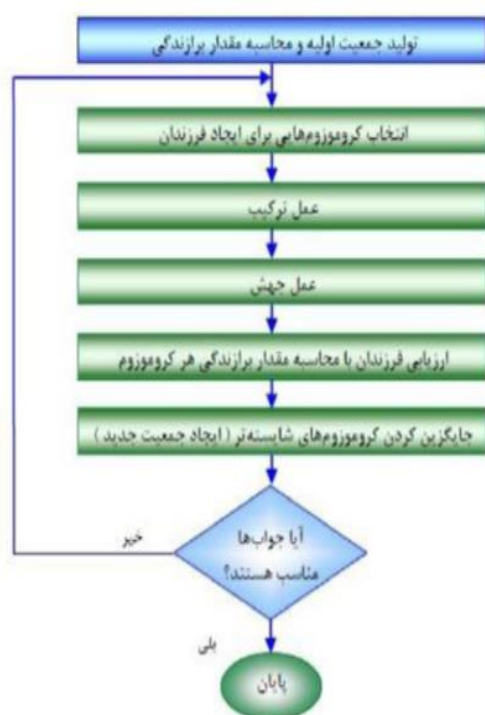 تولید جمعیت اولیه و محاسبه مقدار برازندگی
انتخاب کروموزوم‌هایی برای ایجاد فرزندان
عمل ترکیب
عمل جهش
ارزیابی فرزندان با محاسبه مقدار برازندگی هر کروموزوم
جایگزین کردن کروموزوم‌های شایسته‌تر ( ایجاد جمعیت جدید )
آیا جواب‌ها
مناسب هستند؟
خیر
بلی
پایان